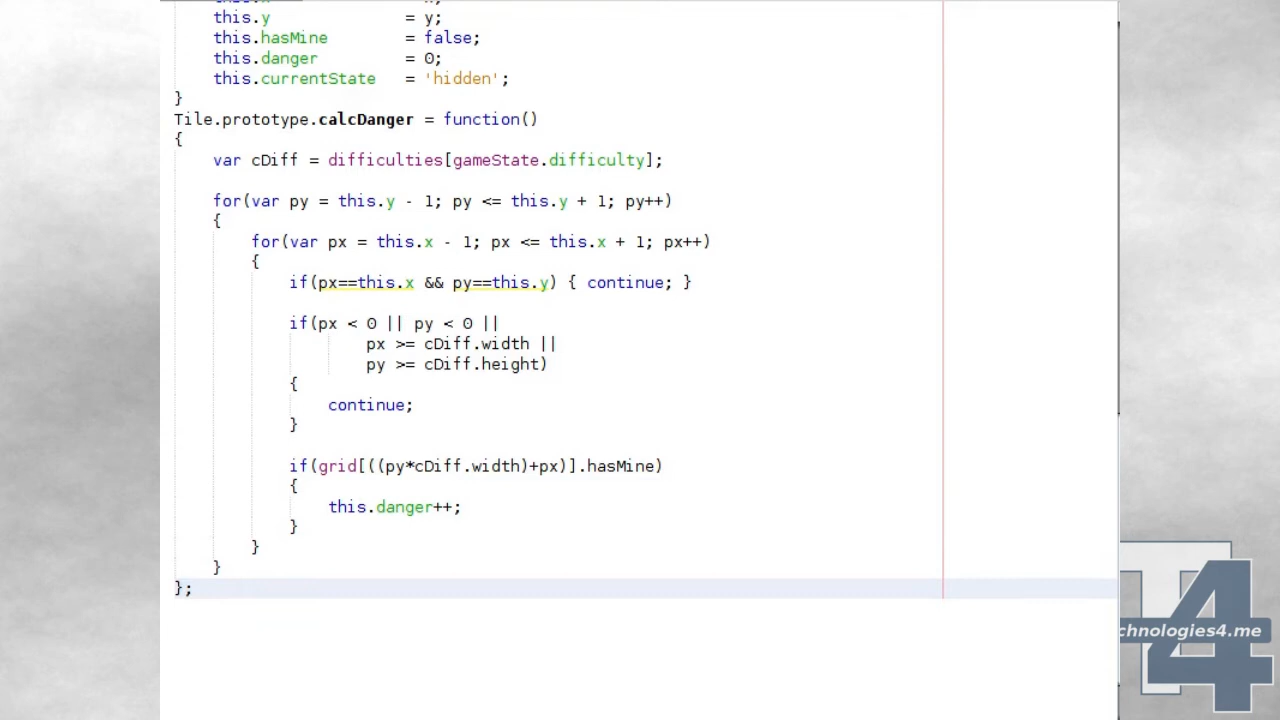 this.y = y;
this.hasMine = false;
this.danger = 0;
this.currentState = 'hidden';
}
Tile.prototype.calcDanger = function()
{
var cDiff = difficulties[gameState.difficulty];
for(var py = this.y - 1; py <= this.y + 1; py++)
{
for(var px = this.x - 1; px <= this.x + 1; px++)
{
if(px==this.x && py==this.y) { continue; }
if(px < 0 || py < 0 ||
px >= cDiff.width ||
py >= cDiff.height)
{
continue;
}
if(grid[((py*cDiff.width)+px)].hasMine)
{
this.danger++;
}
}
}
};
T4
chnologies4.me